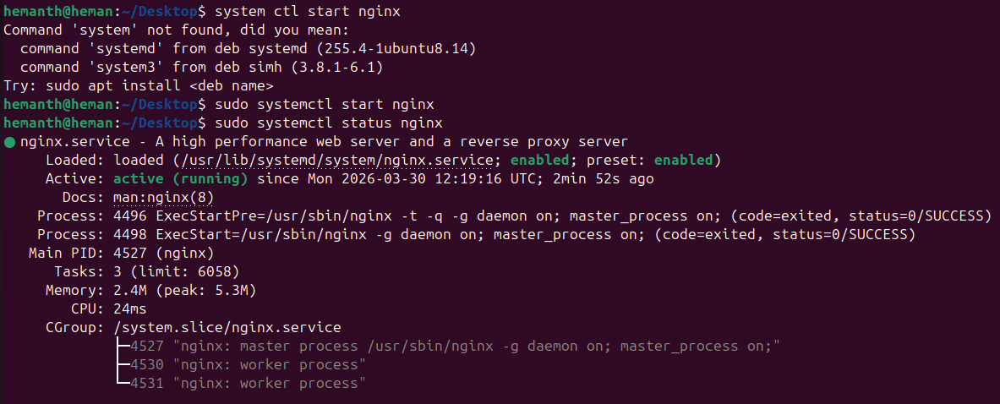 hemanth@heman:~/Desktop$ system ctl start nginx
Command 'system' not found, did you mean:
  command 'systemd' from deb systemd (255.4-1ubuntu8.14)
  command 'system3' from deb simh (3.8.1-6.1)
Try: sudo apt install <deb name>
hemanth@heman:~/Desktop$ sudo systemctl start nginx
hemanth@heman:~/Desktop$ sudo systemctl status nginx
● nginx.service - A high performance web server and a reverse proxy server
     Loaded: loaded (/usr/lib/systemd/system/nginx.service; enabled; preset: enabled)
     Active: active (running) since Mon 2026-03-30 12:19:16 UTC; 2min 52s ago
       Docs: man:nginx(8)
    Process: 4496 ExecStartPre=/usr/sbin/nginx -t -q -g daemon on; master_process on; (code=exited, status=0/SUCCESS)
    Process: 4498 ExecStart=/usr/sbin/nginx -g daemon on; master_process on; (code=exited, status=0/SUCCESS)
   Main PID: 4527 (nginx)
      Tasks: 3 (limit: 6058)
     Memory: 2.4M (peak: 5.3M)
        CPU: 24ms
     CGroup: /system.slice/nginx.service
             ├─4527 "nginx: master process /usr/sbin/nginx -g daemon on; master_process on;"
             ├─4530 "nginx: worker process"
             └─4531 "nginx: worker process"